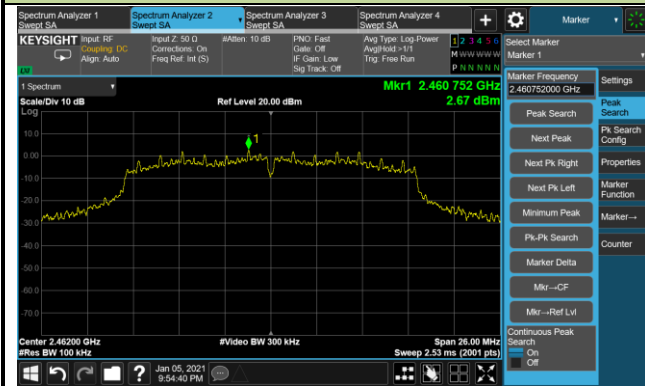 Spectrum Analyzer 1
Swept SA
Spectrum Analyzer 2
Swept SA
Spectrum Analyzer 3
Swept SA
Spectrum Analyzer 4
Swept SA
+
Marker
KEYSIGHT
Input: RF
Coupling: DC
Align: Auto
Input Z: 50 Ω
Corrections: On
Freq Ref: Int (S)
#Atten: 10 dB
PNO: Fast
Gate: Off
IF Gain: Low
Sig Track: Off
Avg Type: Log-Power
Avg|Hold:>1/1
Trig: Free Run
1 2 3 4 5 6
M W W W W W
P N N N N N
LXI
Select Marker
Marker 1
1 Spectrum
Mkr1 2.460 752 GHz
2.67 dBm
Scale/Div 10 dB
Ref Level 20.00 dBm
Log
10.0
0.00
-10.0
-20.0
-30.0
-40.0
-50.0
-60.0
-70.0
1
Center 2.46200 GHz
#Res BW 100 kHz
#Video BW 300 kHz
Span 26.00 MHz
Sweep 2.53 ms (2001 pts)
Marker Frequency
2.460752000 GHz
Peak Search
Next Peak
Next Pk Right
Next Pk Left
Minimum Peak
Pk-Pk Search
Marker Delta
Mkr→CF
Mkr→Ref Lvl
Continuous Peak
Search
On
Off
Settings
Peak
Search
Pk Search
Config
Properties
Marker
Function
Marker→
Counter
?
Jan 05, 2021
9:54:40 PM